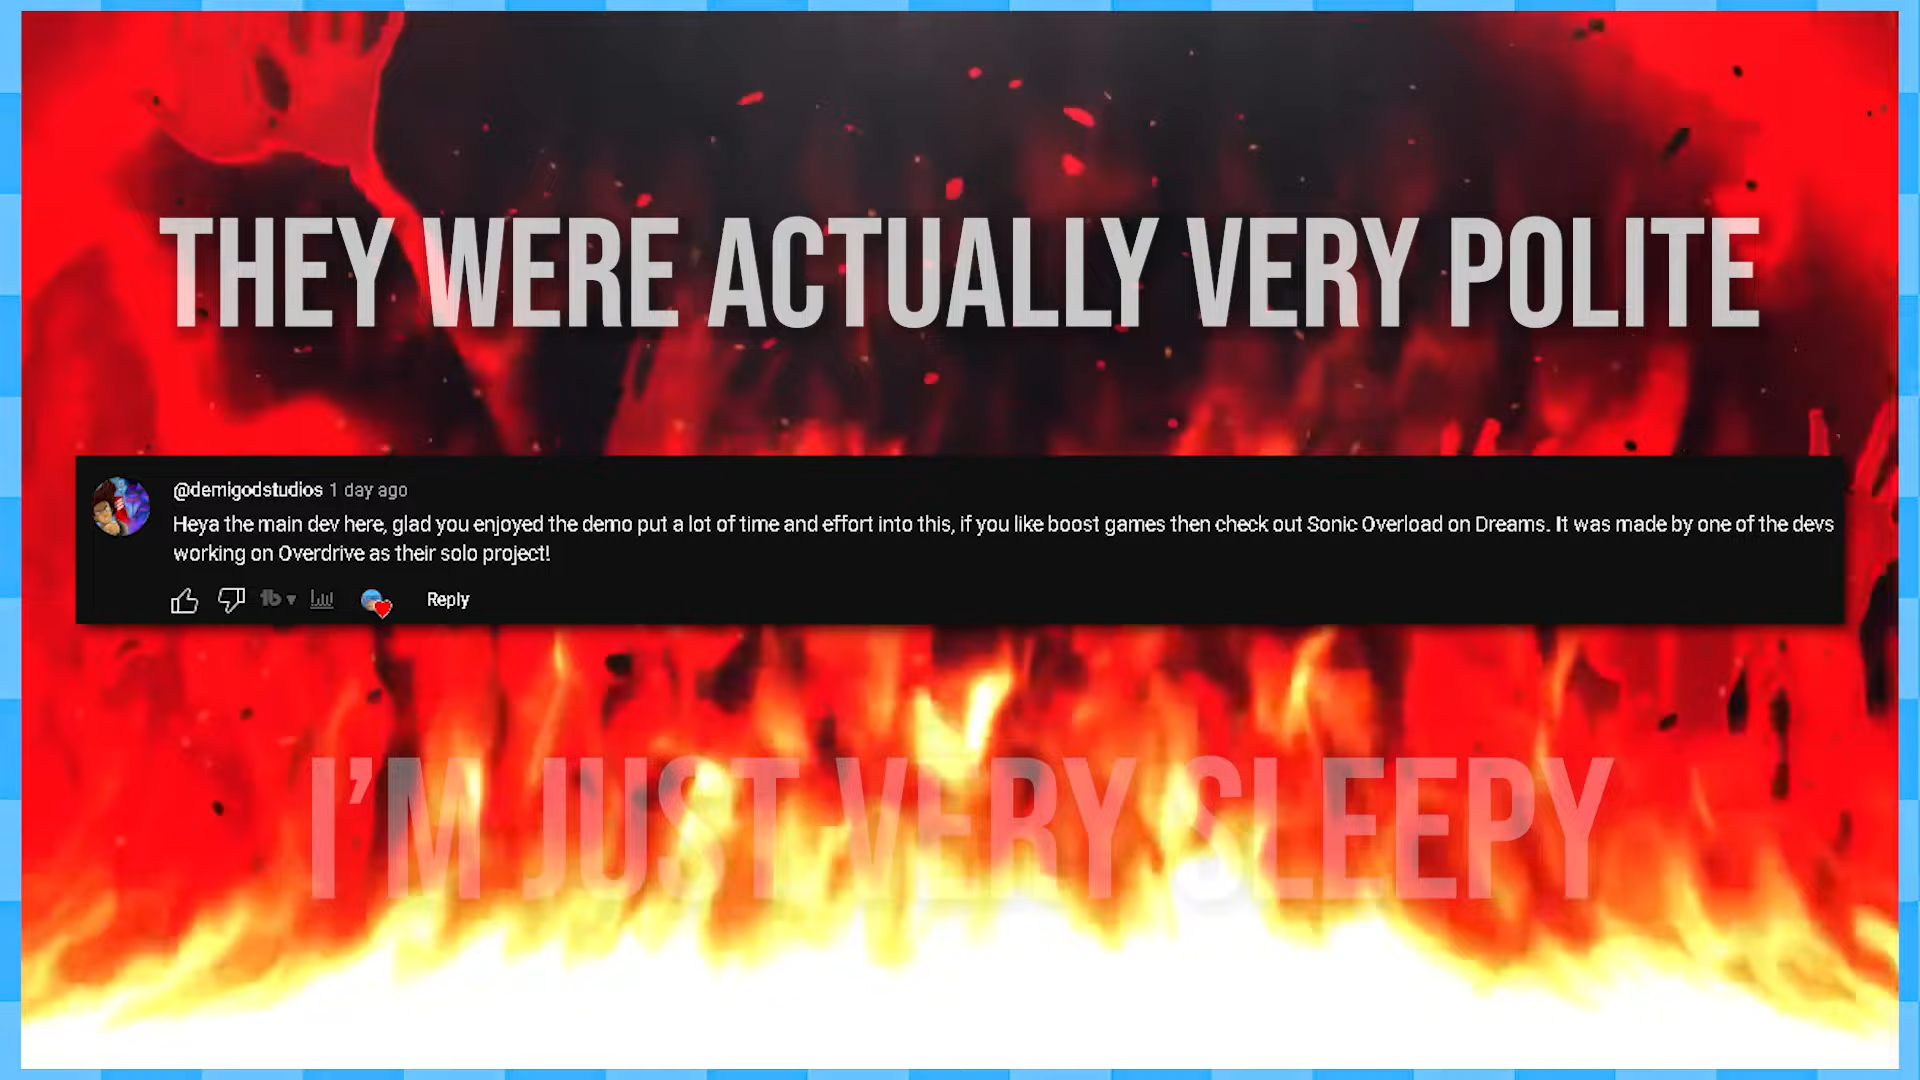 THEY WERE ACTUALLY VERY POLITE
@demigodstudios 1 day ago
Heya the main dev here, glad you enjoyed the demo put a lot of time and effort into this, if you like boost games then check out Sonic Overload on Dreams. It was made by one of the devs
working on Overdrive as their solo project!
Reply
I'M JUST VERY SLEEPY